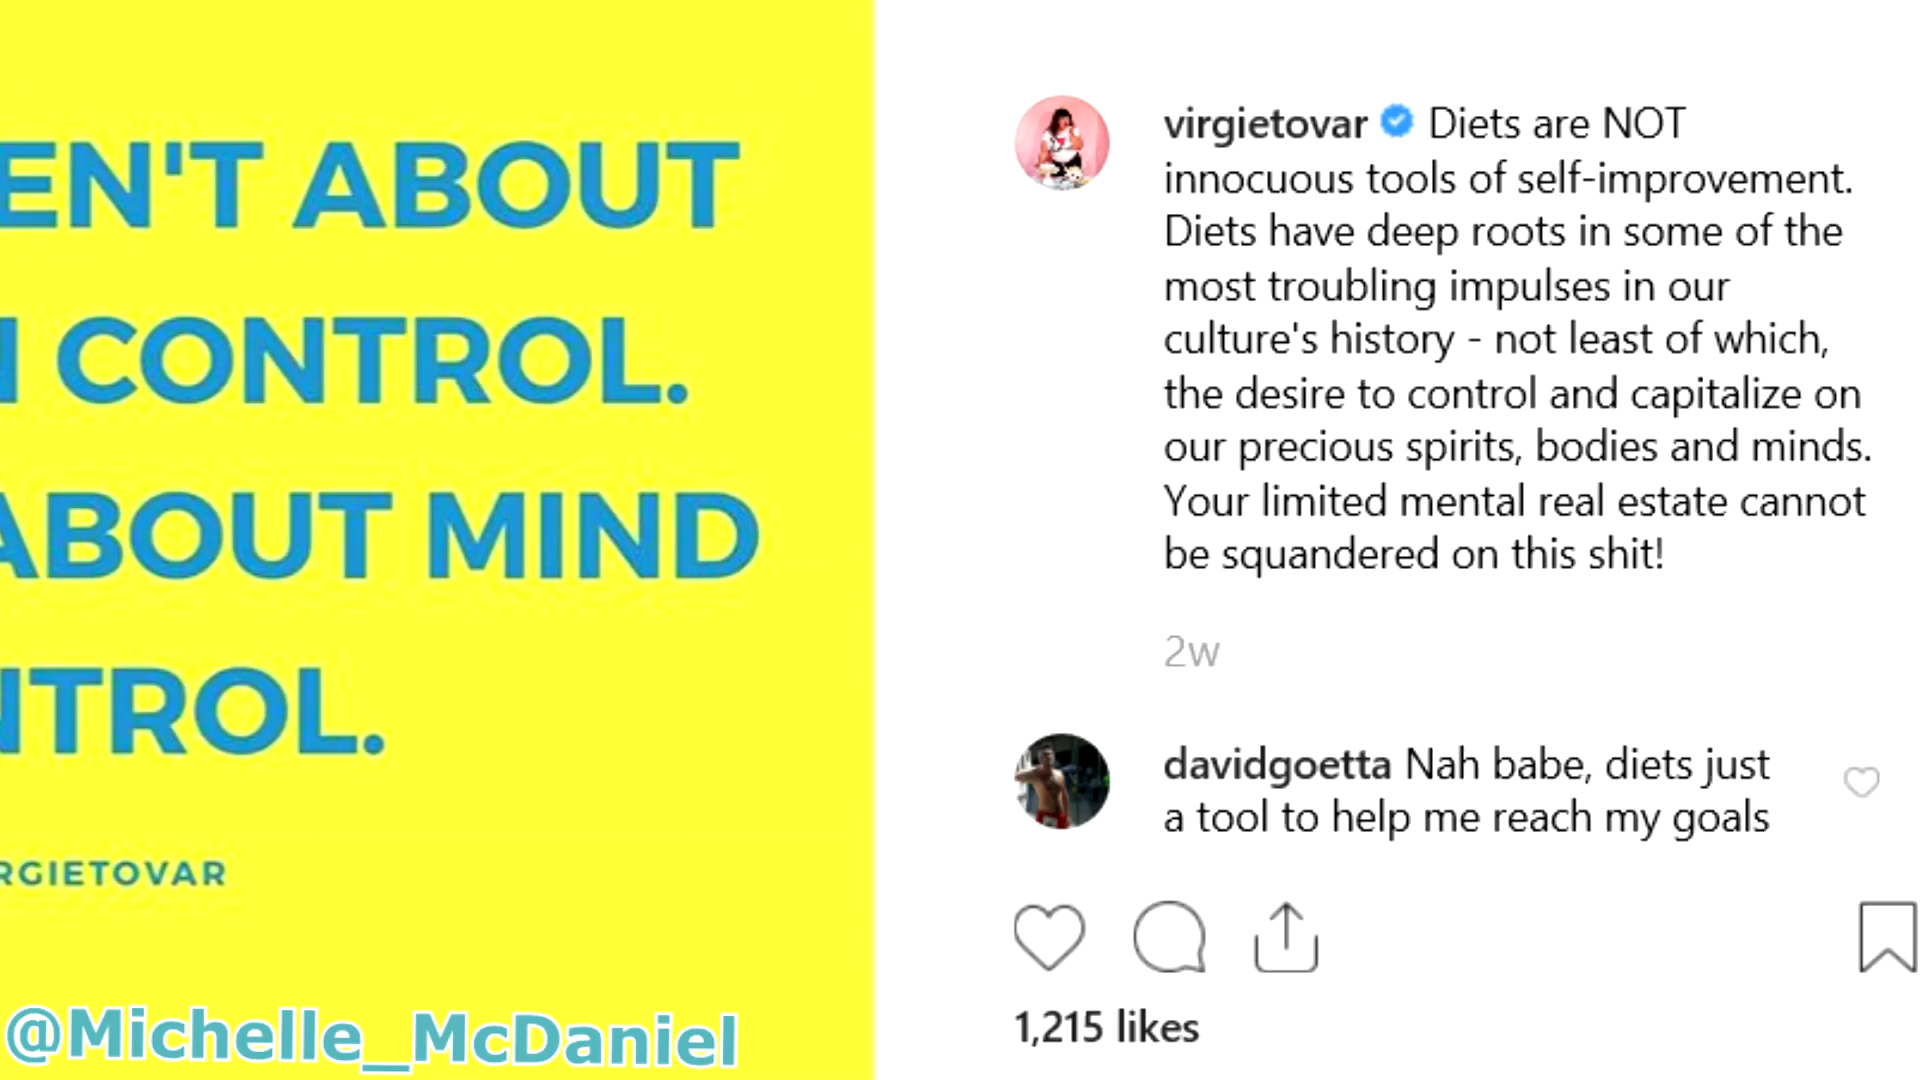 EN'T ABOUT
CONTROL.
ABOUT MIND
NTROL.
RGIETOVAR
@Michelle_McDaniel
virgietovar Diets are NOT
innocuous tools of self-improvement.
Diets have deep roots in some of the
most troubling impulses in our
culture's history - not least of which,
the desire to control and capitalize on
our precious spirits, bodies and minds.
Your limited mental real estate cannot
be squandered on this shit!
2w
davidgoetta Nah babe, diets just
a tool to help me reach my goals
1,215 likes